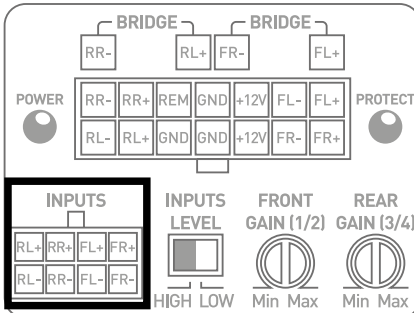 BRIDGE BRIDGE
RR- RL+ FR- FL+
POWER PROTECT
RR- RR+ REM GND +12V FL- FL+
RL- RL+ GND GND +12V FR- FR+
INPUTS
RL+ RR+ FL+ FR+
RL- RR- FL- FR-
INPUTS LEVEL
HIGH LOW
FRONT GAIN (1/2)
Min Max
REAR GAIN (3/4)
Min Max